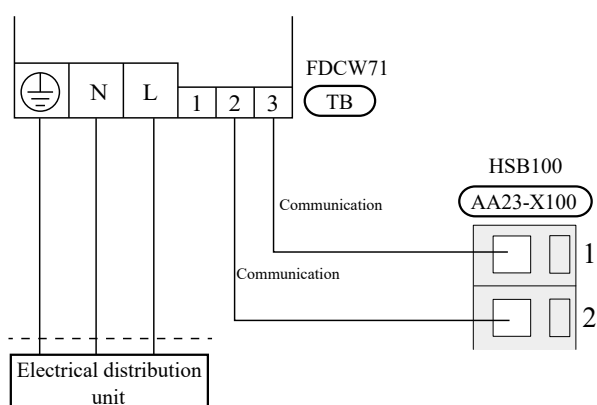 FDCW71
TB
N
L
1
2
3
HSB100
AA23-X100
Communication
1
Communication
2
Electrical distribution
unit